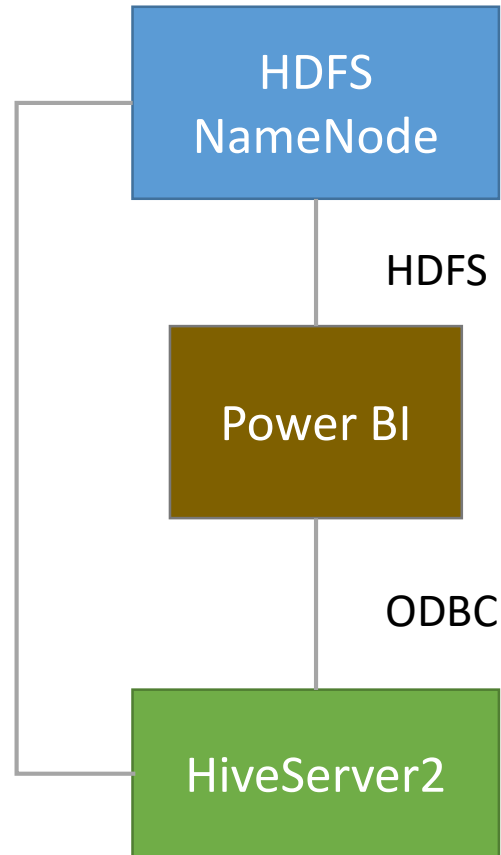 HDFS
NameNode
HDFS
Power BI
ODBC
HiveServer2